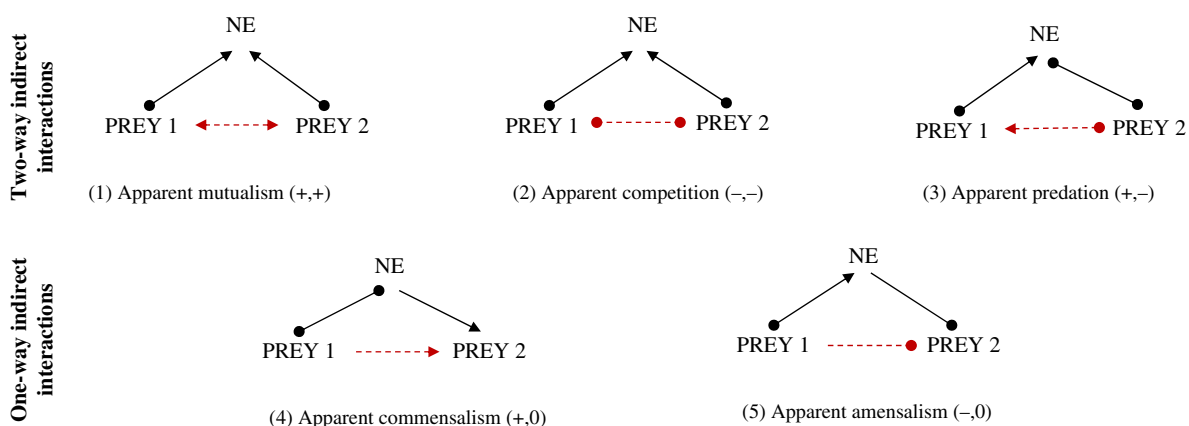 Two-way indirect
interactions
NE
PREY 1
PREY 2
(1) Apparent mutualism (+,+)
NE
PREY 1
PREY 2
(2) Apparent competition (–,–)
NE
PREY 1
PREY 2
(3) Apparent predation (+,–)
One-way indirect
interactions
NE
PREY 1
PREY 2
(4) Apparent commensalism (+,0)
NE
PREY 1
PREY 2
(5) Apparent amensalism (–,0)